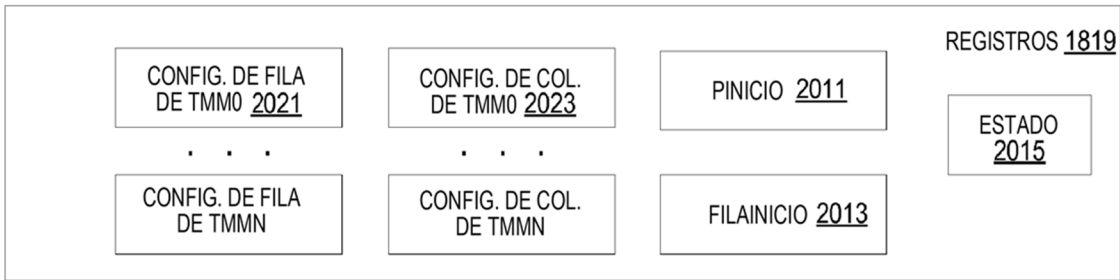 REGISTROS 1819
CONFIG. DE FILA
DE TMM0 2021
CONFIG. DE COL.
DE TMM0 2023
PINICIO 2011
ESTADO
2015
. . .
. . .
CONFIG. DE FILA
DE TMMN
CONFIG. DE COL.
DE TMMN
FILAINICIO 2013